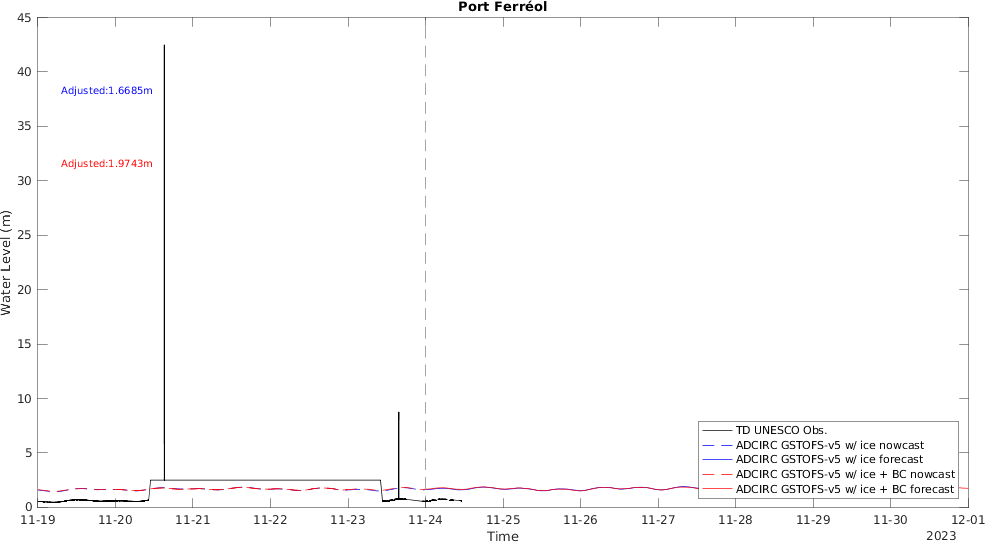 Port Ferréol
45
40
35
30
25
20
15
10
5
0
Water Level (m)
Adjusted:1.6685m
Adjusted:1.9743m
TD UNESCO Obs.
ADCIRC GSTOFS-v5 w/ ice nowcast
ADCIRC GSTOFS-v5 w/ ice forecast
ADCIRC GSTOFS-v5 w/ ice + BC nowcast
ADCIRC GSTOFS-v5 w/ ice + BC forecast
11-19 11-20 11-21 11-22 11-23 11-24 11-25 11-26 11-27 11-28 11-29 11-30 12-01
Time
2023